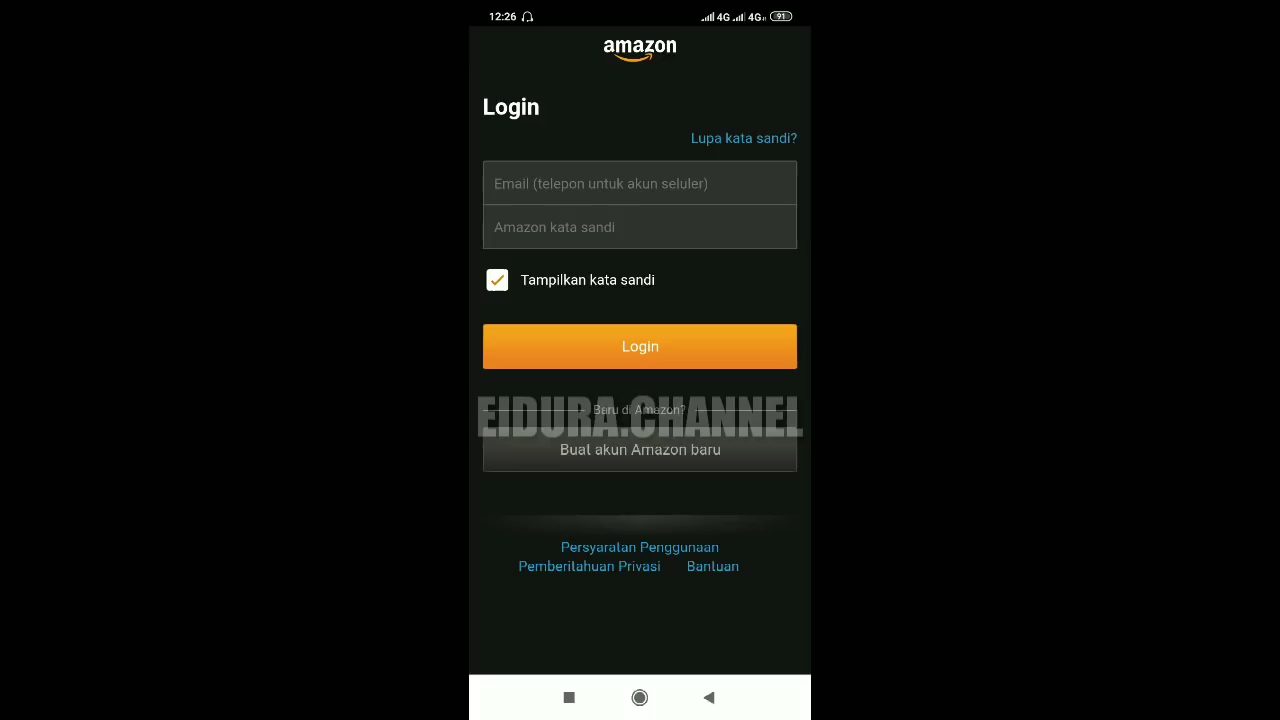 12:26 4G 4G 91
amazon
Login
Lupa kata sandi?
Email (telepon untuk akun seluler)
Amazon kata sandi
Tampilkan kata sandi
Login
Baru di Amazon?
EIDURA.CHANNEL
Buat akun Amazon baru
Persyaratan Penggunaan
Pemberitahuan Privasi Bantuan